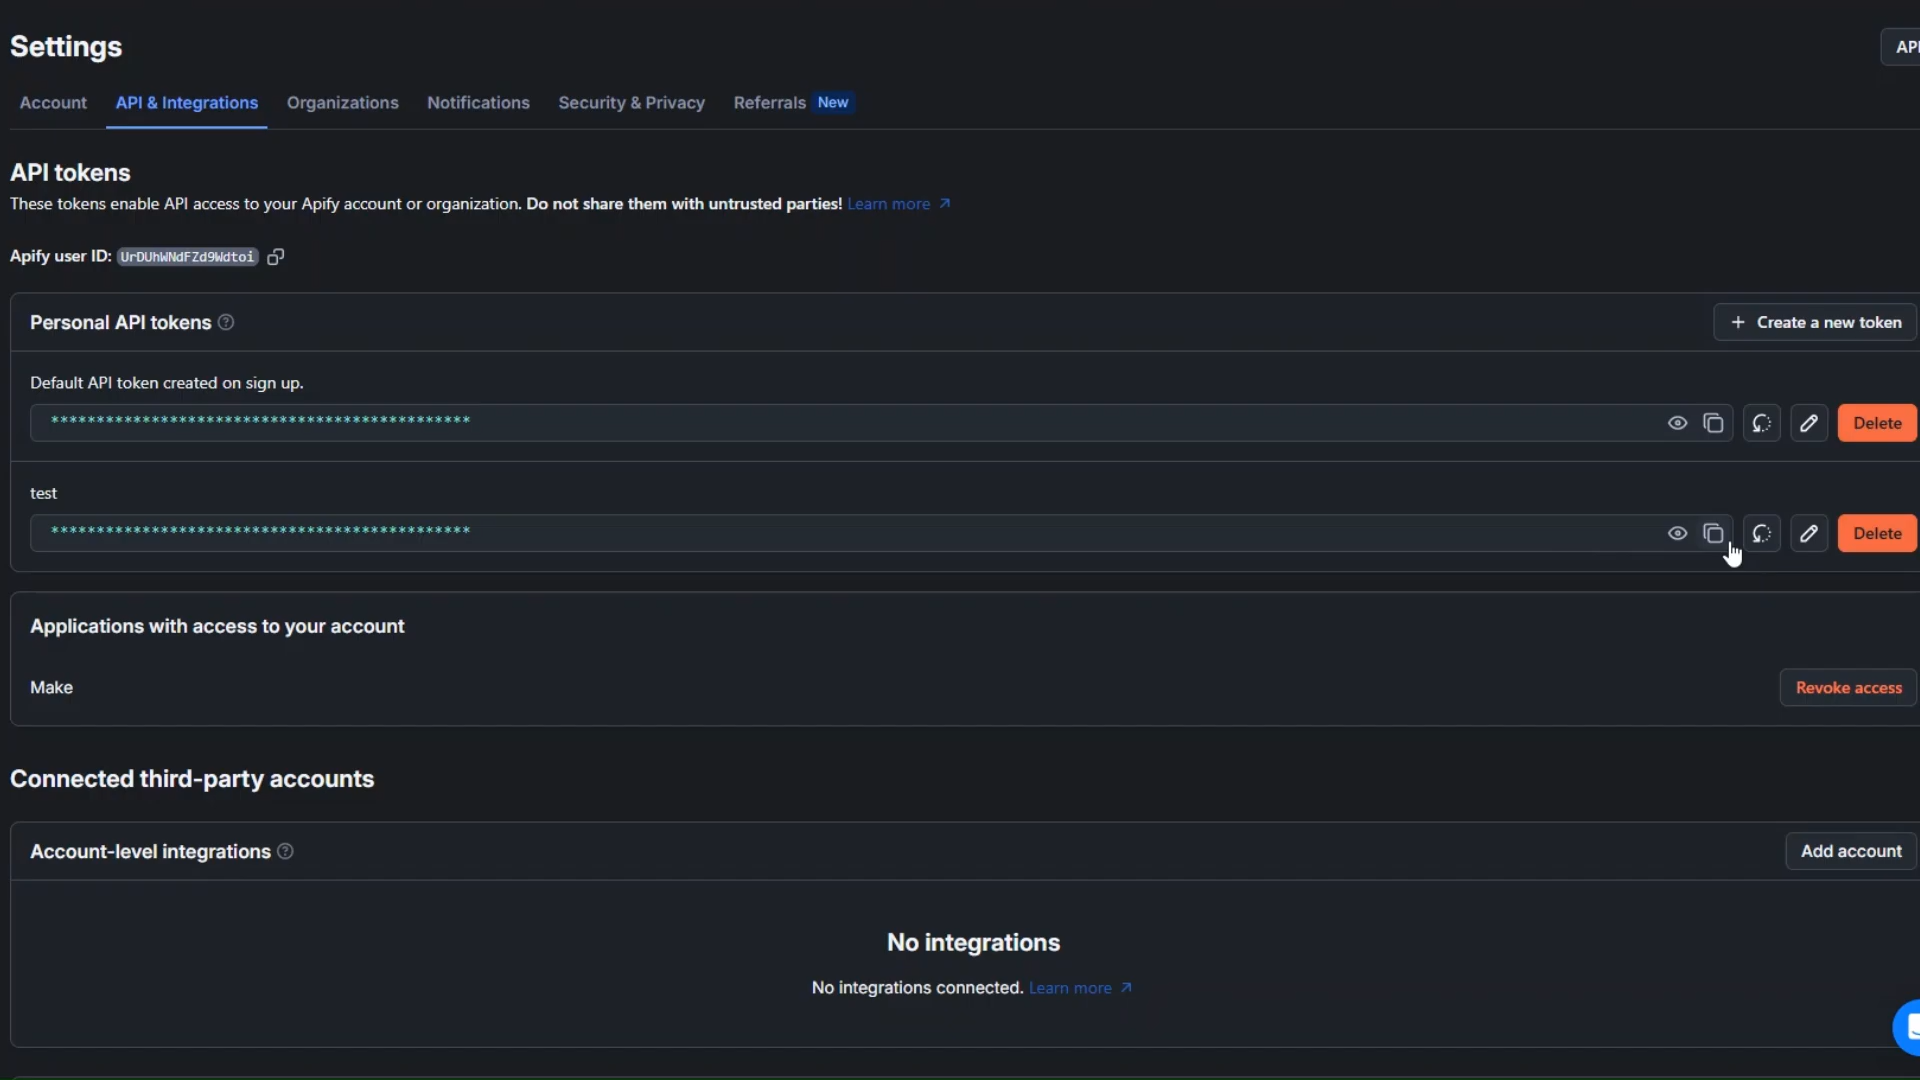 Settings
API
Account API & Integrations Organizations Notifications Security & Privacy Referrals New
API tokens
These tokens enable API access to your Apify account or organization. Do not share them with untrusted parties! Learn more
Apify user ID: UrDUhWNdFZd9Wdtoi
Personal API tokens
+ Create a new token
Default API token created on sign up.
**********************************************
Delete
test
**********************************************
Delete
Applications with access to your account
Make
Revoke access
Connected third-party accounts
Account-level integrations
Add account
No integrations
No integrations connected. Learn more